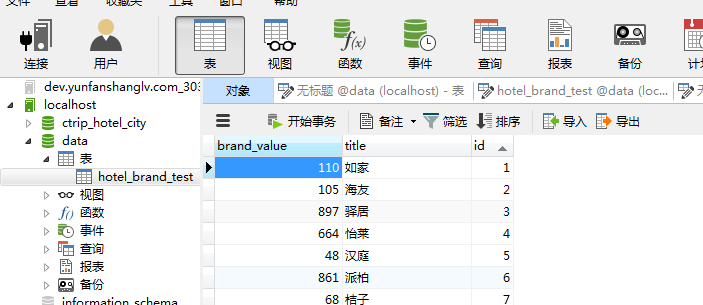 文件 查看 收藏夹 工具 窗口 帮助
连接 用户 表 视图 函数 事件 查询 报表 备份
dev.yunfanshanglv.com_303
localhost
ctrip_hotel_city
data
表
hotel_brand_test
视图
函数
事件
查询
报表
备份
information_schema
对象 无标题 @data (localhost) - 表 hotel_brand_test @data (loc...
开始事务 备注 筛选 排序 导入 导出
brand_value title id
110 如家 1
105 海友 2
897 驿居 3
664 怡莱 4
48 汉庭 5
861 派柏 6
68 桔子 7